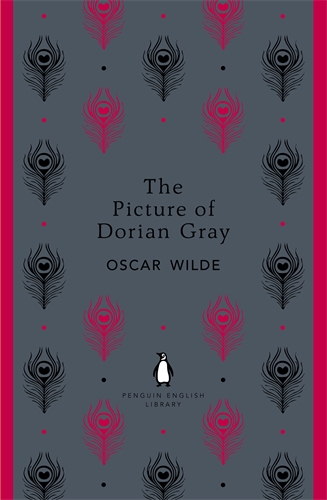 The
Picture of
Dorian Gray
OSCAR WILDE
PENGUIN ENGLISH
LIBRARY